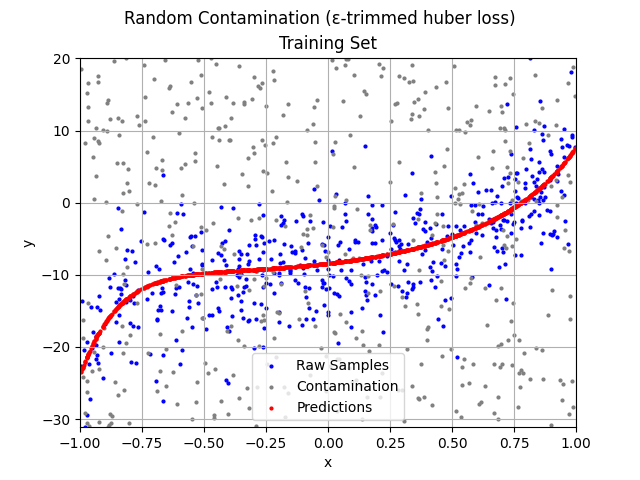 Random Contamination (ε-trimmed huber loss)
Training Set
20
10
0
−10
−20
−30
y
Raw Samples
Contamination
Predictions
−1.00 −0.75 −0.50 −0.25 0.00 0.25 0.50 0.75 1.00
x